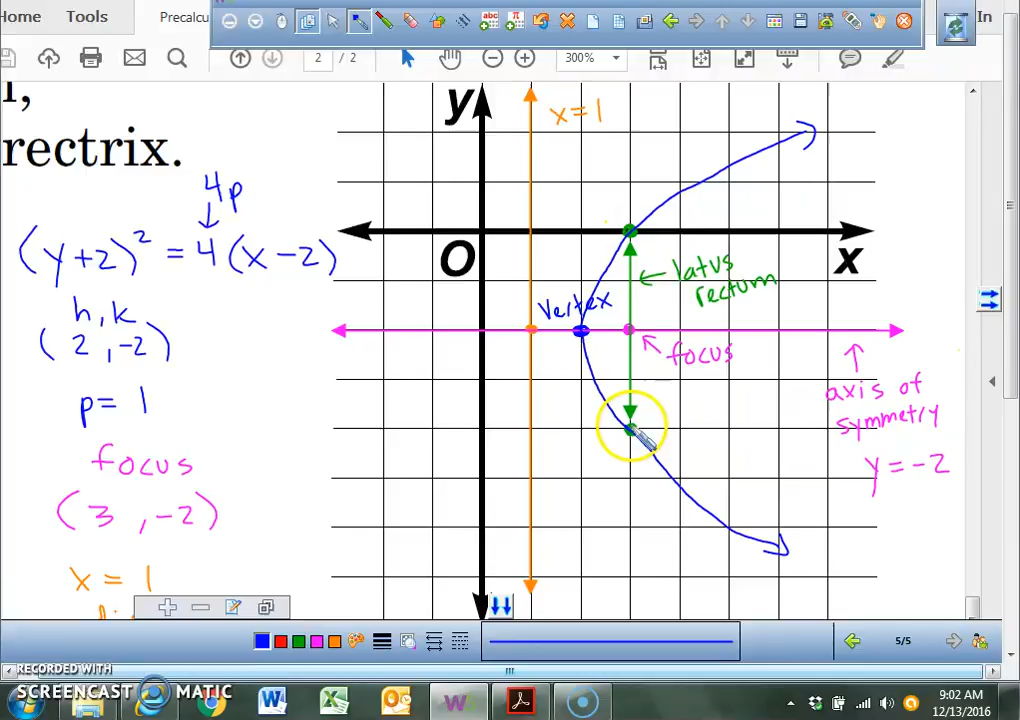 Home Tools Precalcu In
abc π
2 / 2 300%
l,
rectrix.
4p
(y+2)² = 4(x-2)
h,k
(2,-2)
p= 1
focus
(3,-2)
x = 1
y
x=1
O
x
latus
rectum
vertex
focus
axis of
symmetry
y=-2
5/5
RECORDED WITH
SCREENCAST MATIC
9:02 AM
12/13/2016